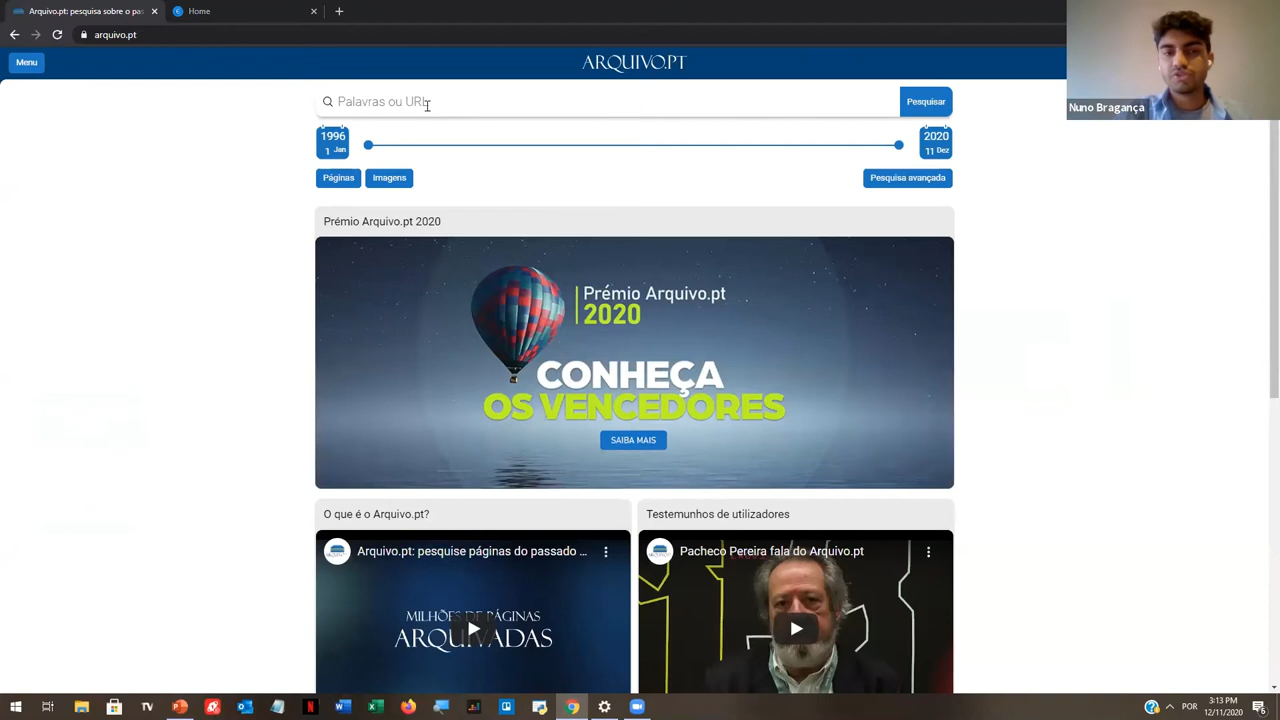 Arquivo.pt: pesquisa sobre o pas
Home
arquivo.pt
Menu
ARQUIVO.PT
Palavras ou URL
Pesquisar
1996
1 Jan
2020
11 Dez
Páginas
Imagens
Pesquisa avançada
Prémio Arquivo.pt 2020
Prémio Arquivo.pt
2020
CONHEÇA
OS VENCEDORES
SAIBA MAIS
O que é o Arquivo.pt?
Testemunhos de utilizadores
Arquivo.pt: pesquise páginas do passado ...
Pacheco Pereira fala do Arquivo.pt
MILHÕES DE PÁGINAS
ARQUIVADAS
Nuno Bragança
TV
POR
3:13 PM
12/11/2020